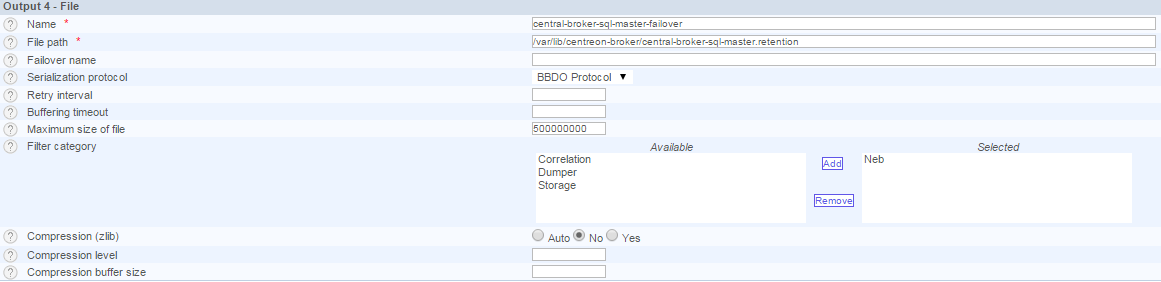 Output 4 - File
? Name * central-broker-sql-master-failover
? File path * /var/lib/centreon-broker/central-broker-sql-master.retention
? Failover name
? Serialization protocol BBDO Protocol
? Retry interval
? Buffering timeout
? Maximum size of file 500000000
? Filter category Available Selected
Correlation Add Neb
Dumper
Storage
Remove
? Compression (zlib) Auto No Yes
? Compression level
? Compression buffer size